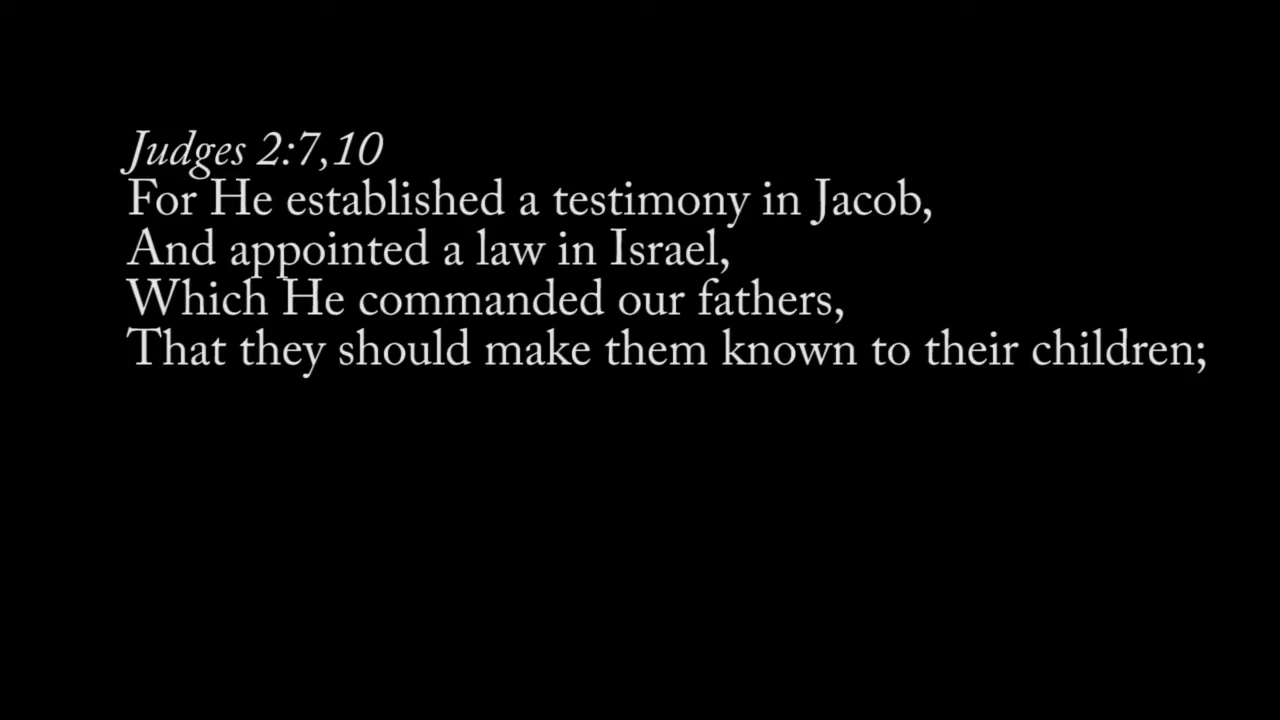 Judges 2:7,10
For He established a testimony in Jacob,
And appointed a law in Israel,
Which He commanded our fathers,
That they should make them known to their children;